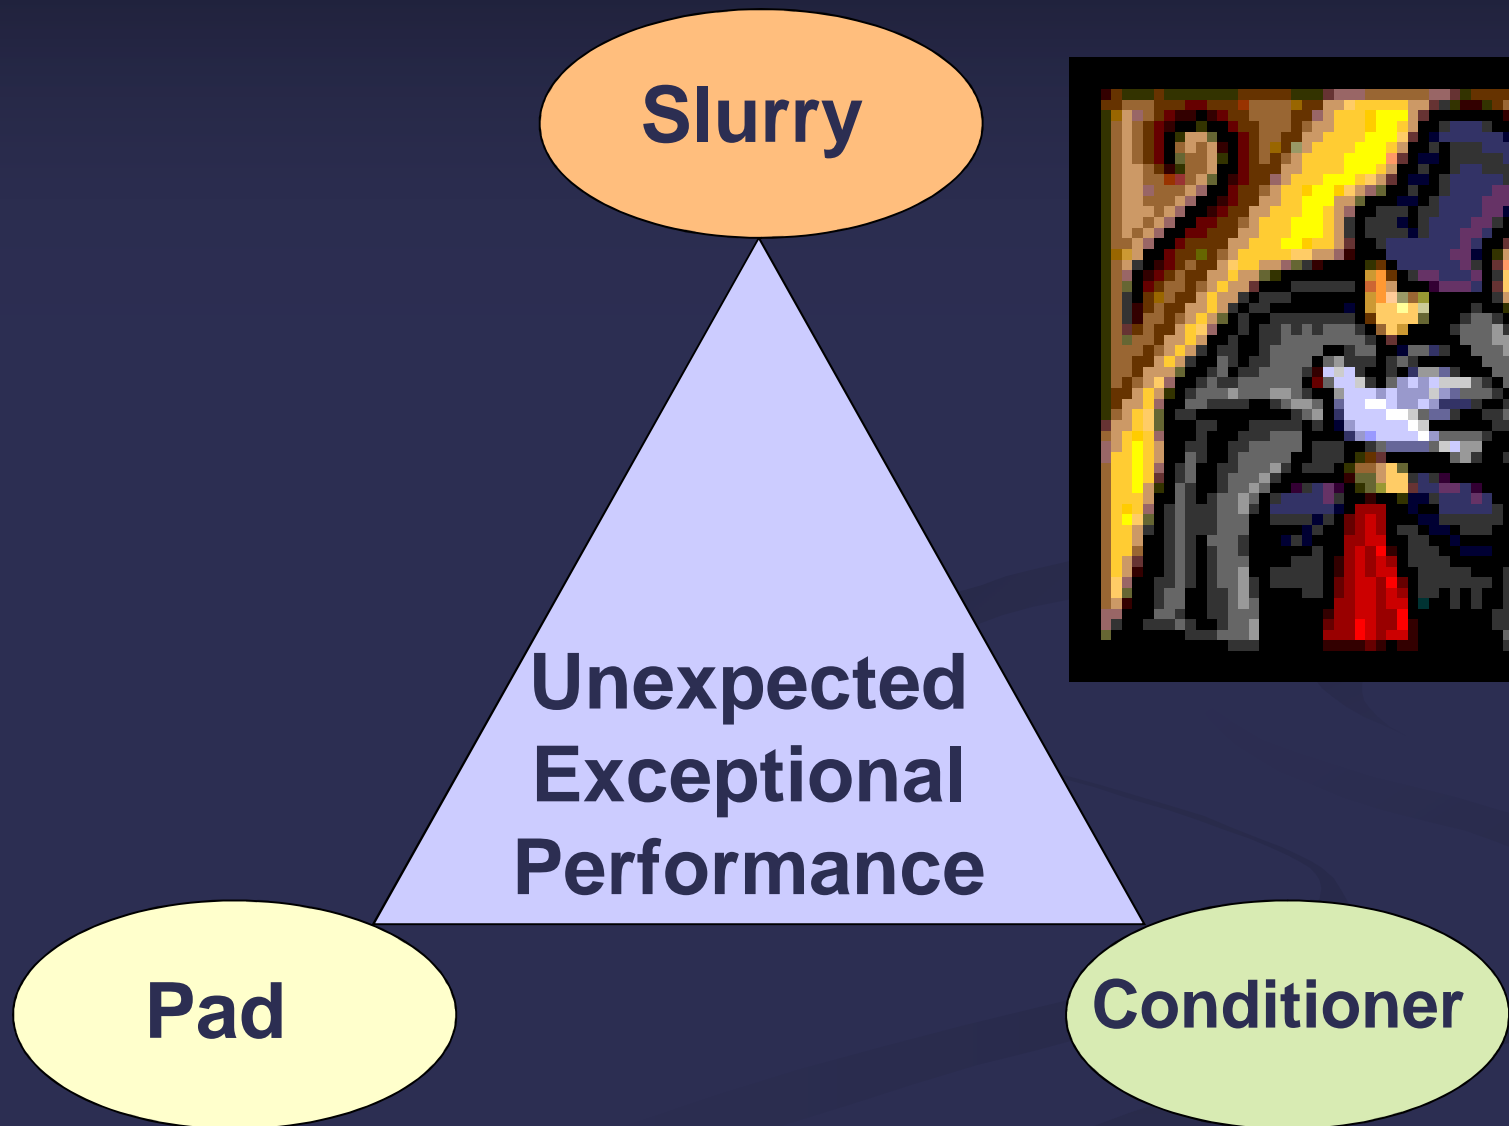 Slurry
Unexpected
Exceptional
Performance
Pad
Conditioner